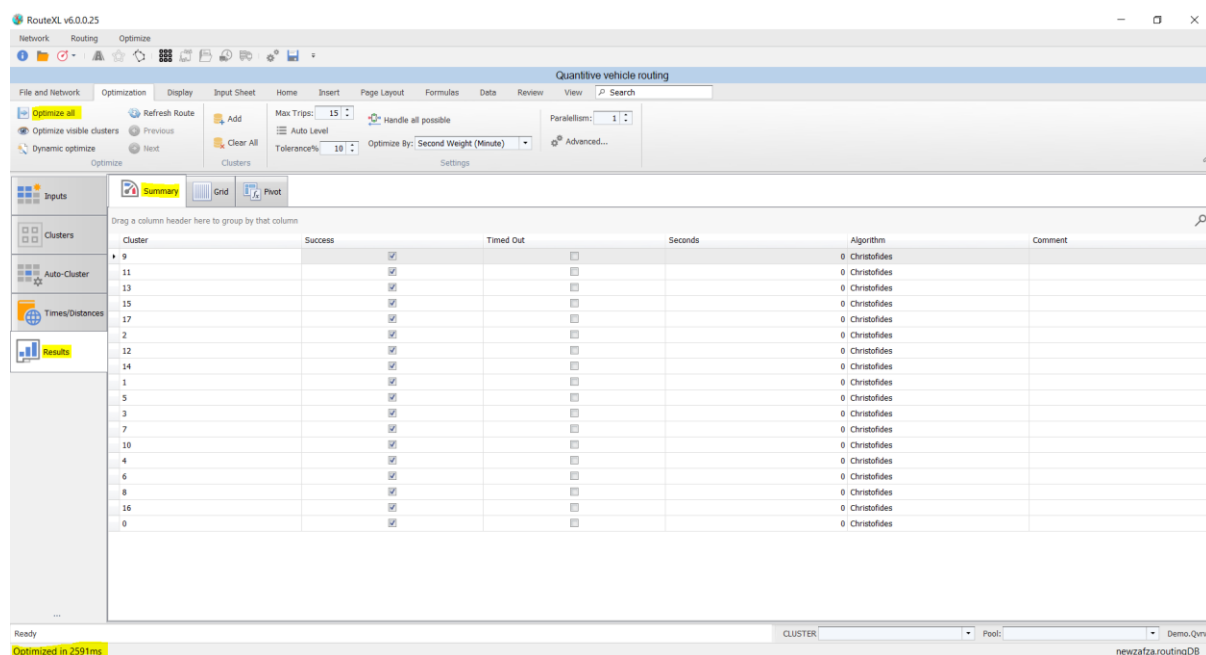 RouteXL v6.0.0.25
Network Routing Optimize
Quantitive vehicle routing
File and Network Optimization Display Input Sheet Home Insert Page Layout Formulas Data Review View Search
Optimize all Refresh Route Add Max Trips: 15 Handle all possible Paralellism: 1
Optimize visible clusters Previous Auto Level
Dynamic optimize Next Clear All Tolerance% 10 Optimize By: Second Weight (Minute) Advanced...
Optimize Clusters Settings
Inputs Summary Grid Pivot
Drag a column header here to group by that column
Clusters
Cluster Success Timed Out Seconds Algorithm Comment
9 0 Christofides
11 0 Christofides
Auto-Cluster
13 0 Christofides
15 0 Christofides
Times/Distances
17 0 Christofides
2 0 Christofides
Results
12 0 Christofides
14 0 Christofides
1 0 Christofides
5 0 Christofides
3 0 Christofides
7 0 Christofides
10 0 Christofides
4 0 Christofides
6 0 Christofides
8 0 Christofides
16 0 Christofides
0 0 Christofides
...
Ready CLUSTER Pool: Demo.Qvr
Optimized in 2591ms newzafza.routingDB